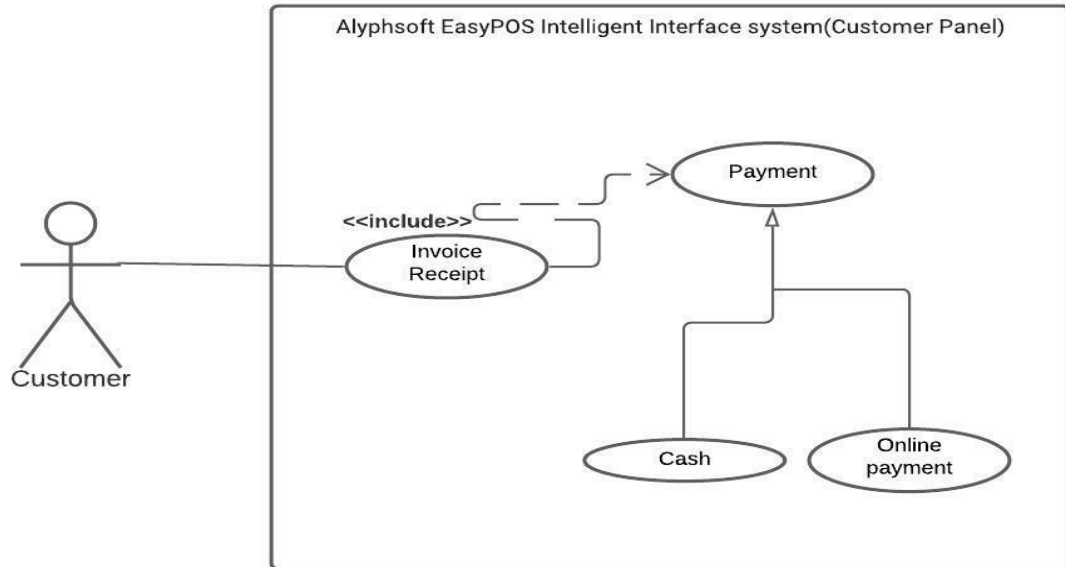 Alyphsoft EasyPOS Intelligent Interface system(Customer Panel)
Payment
<<include>>
Invoice
Receipt
Customer
Cash
Online
payment